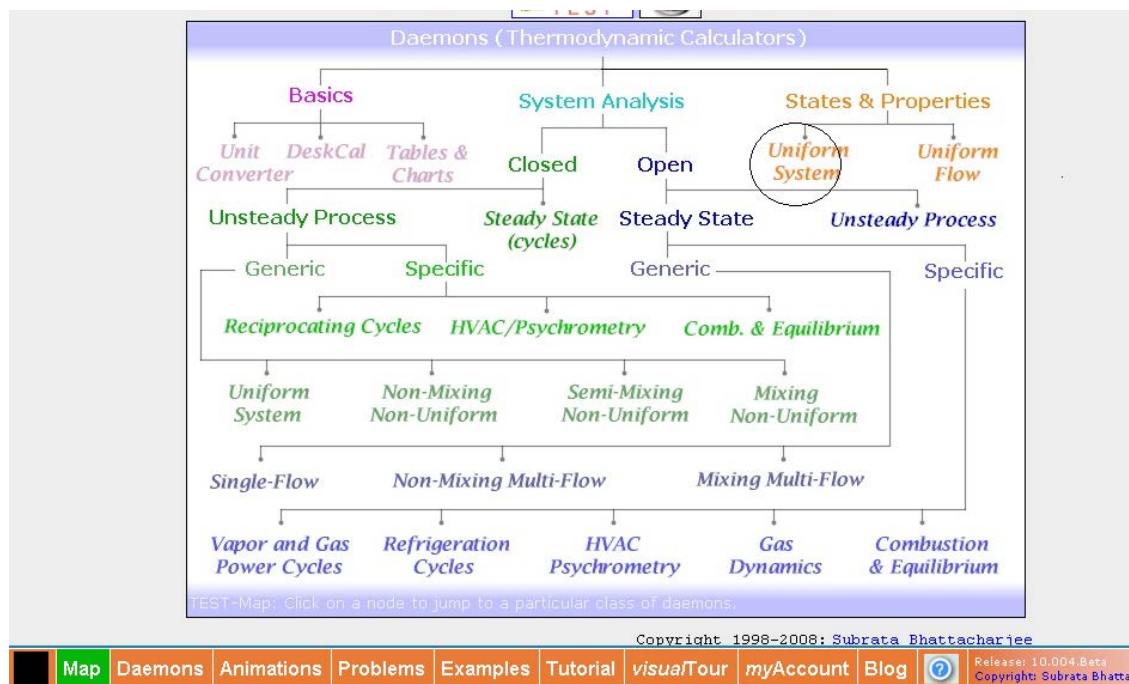 TEST
Daemons (Thermodynamic Calculators)
Basics
System Analysis
States & Properties
Unit
Converter
DeskCal
Tables &
Charts
Closed
Open
Uniform
System
Uniform
Flow
Unsteady Process
Steady State
(cycles)
Steady State
Unsteady Process
Generic
Specific
Generic
Specific
Reciprocating Cycles
HVAC/Psychrometry
Comb. & Equilibrium
Uniform
System
Non-Mixing
Non-Uniform
Semi-Mixing
Non-Uniform
Mixing
Non-Uniform
Single-Flow
Non-Mixing Multi-Flow
Mixing Multi-Flow
Vapor and Gas
Power Cycles
Refrigeration
Cycles
HVAC
Psychrometry
Gas
Dynamics
Combustion
& Equilibrium
TEST-Map: Click on a node to jump to a particular class of daemons.
Copyright 1998-2008: Subrata Bhattacharjee
Map Daemons Animations Problems Examples Tutorial visualTour myAccount Blog ?
Release: 10.004.Beta
Copyright: Subrata Bhatta